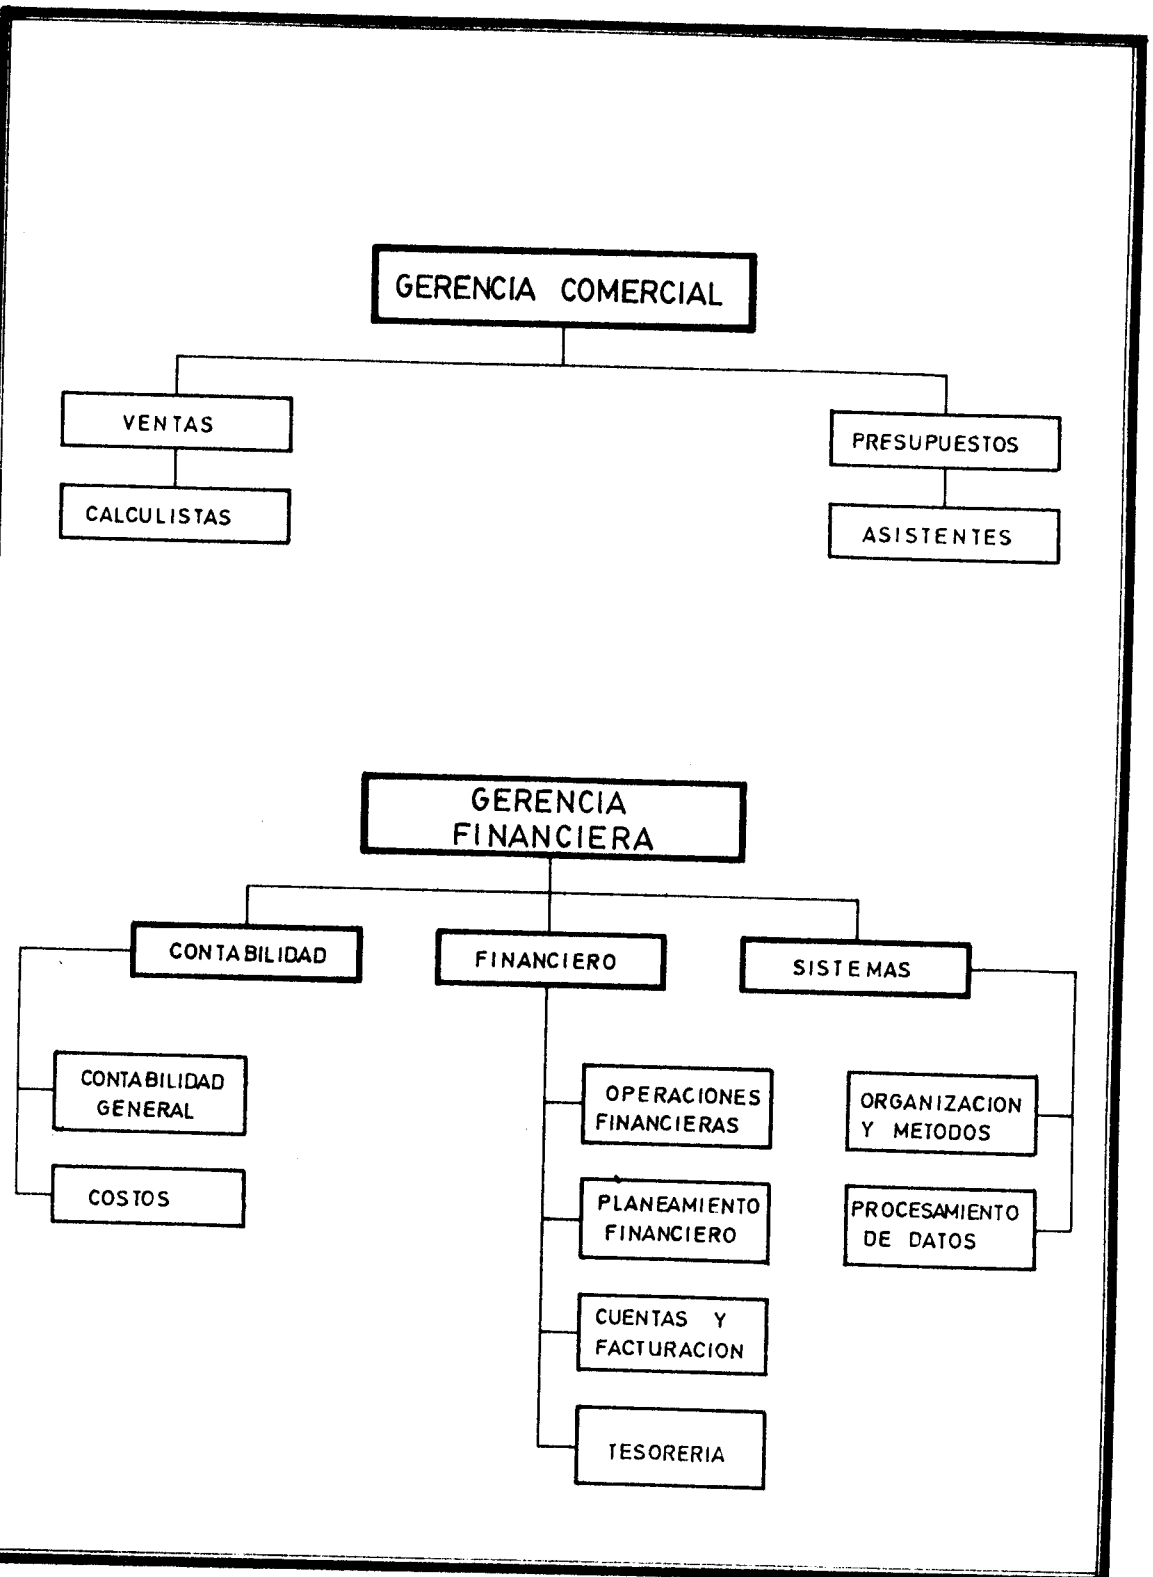 GERENCIA COMERCIAL
VENTAS
PRESUPUESTOS
CALCULISTAS
ASISTENTES
GERENCIA
FINANCIERA
CONTABILIDAD
FINANCIERO
SISTEMAS
CONTABILIDAD
GENERAL
COSTOS
OPERACIONES
FINANCIERAS
PLANEAMIENTO
FINANCIERO
CUENTAS Y
FACTURACION
TESORERIA
ORGANIZACION
Y METODOS
PROCESAMIENTO
DE DATOS